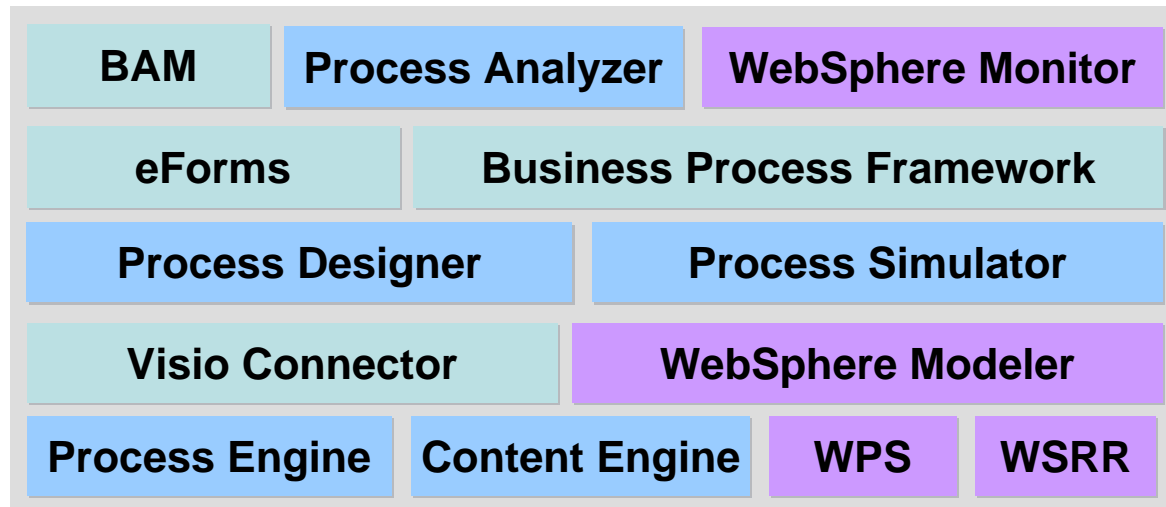 BAM Process Analyzer WebSphere Monitor
eForms Business Process Framework
Process Designer Process Simulator
Visio Connector WebSphere Modeler
Process Engine Content Engine WPS WSRR